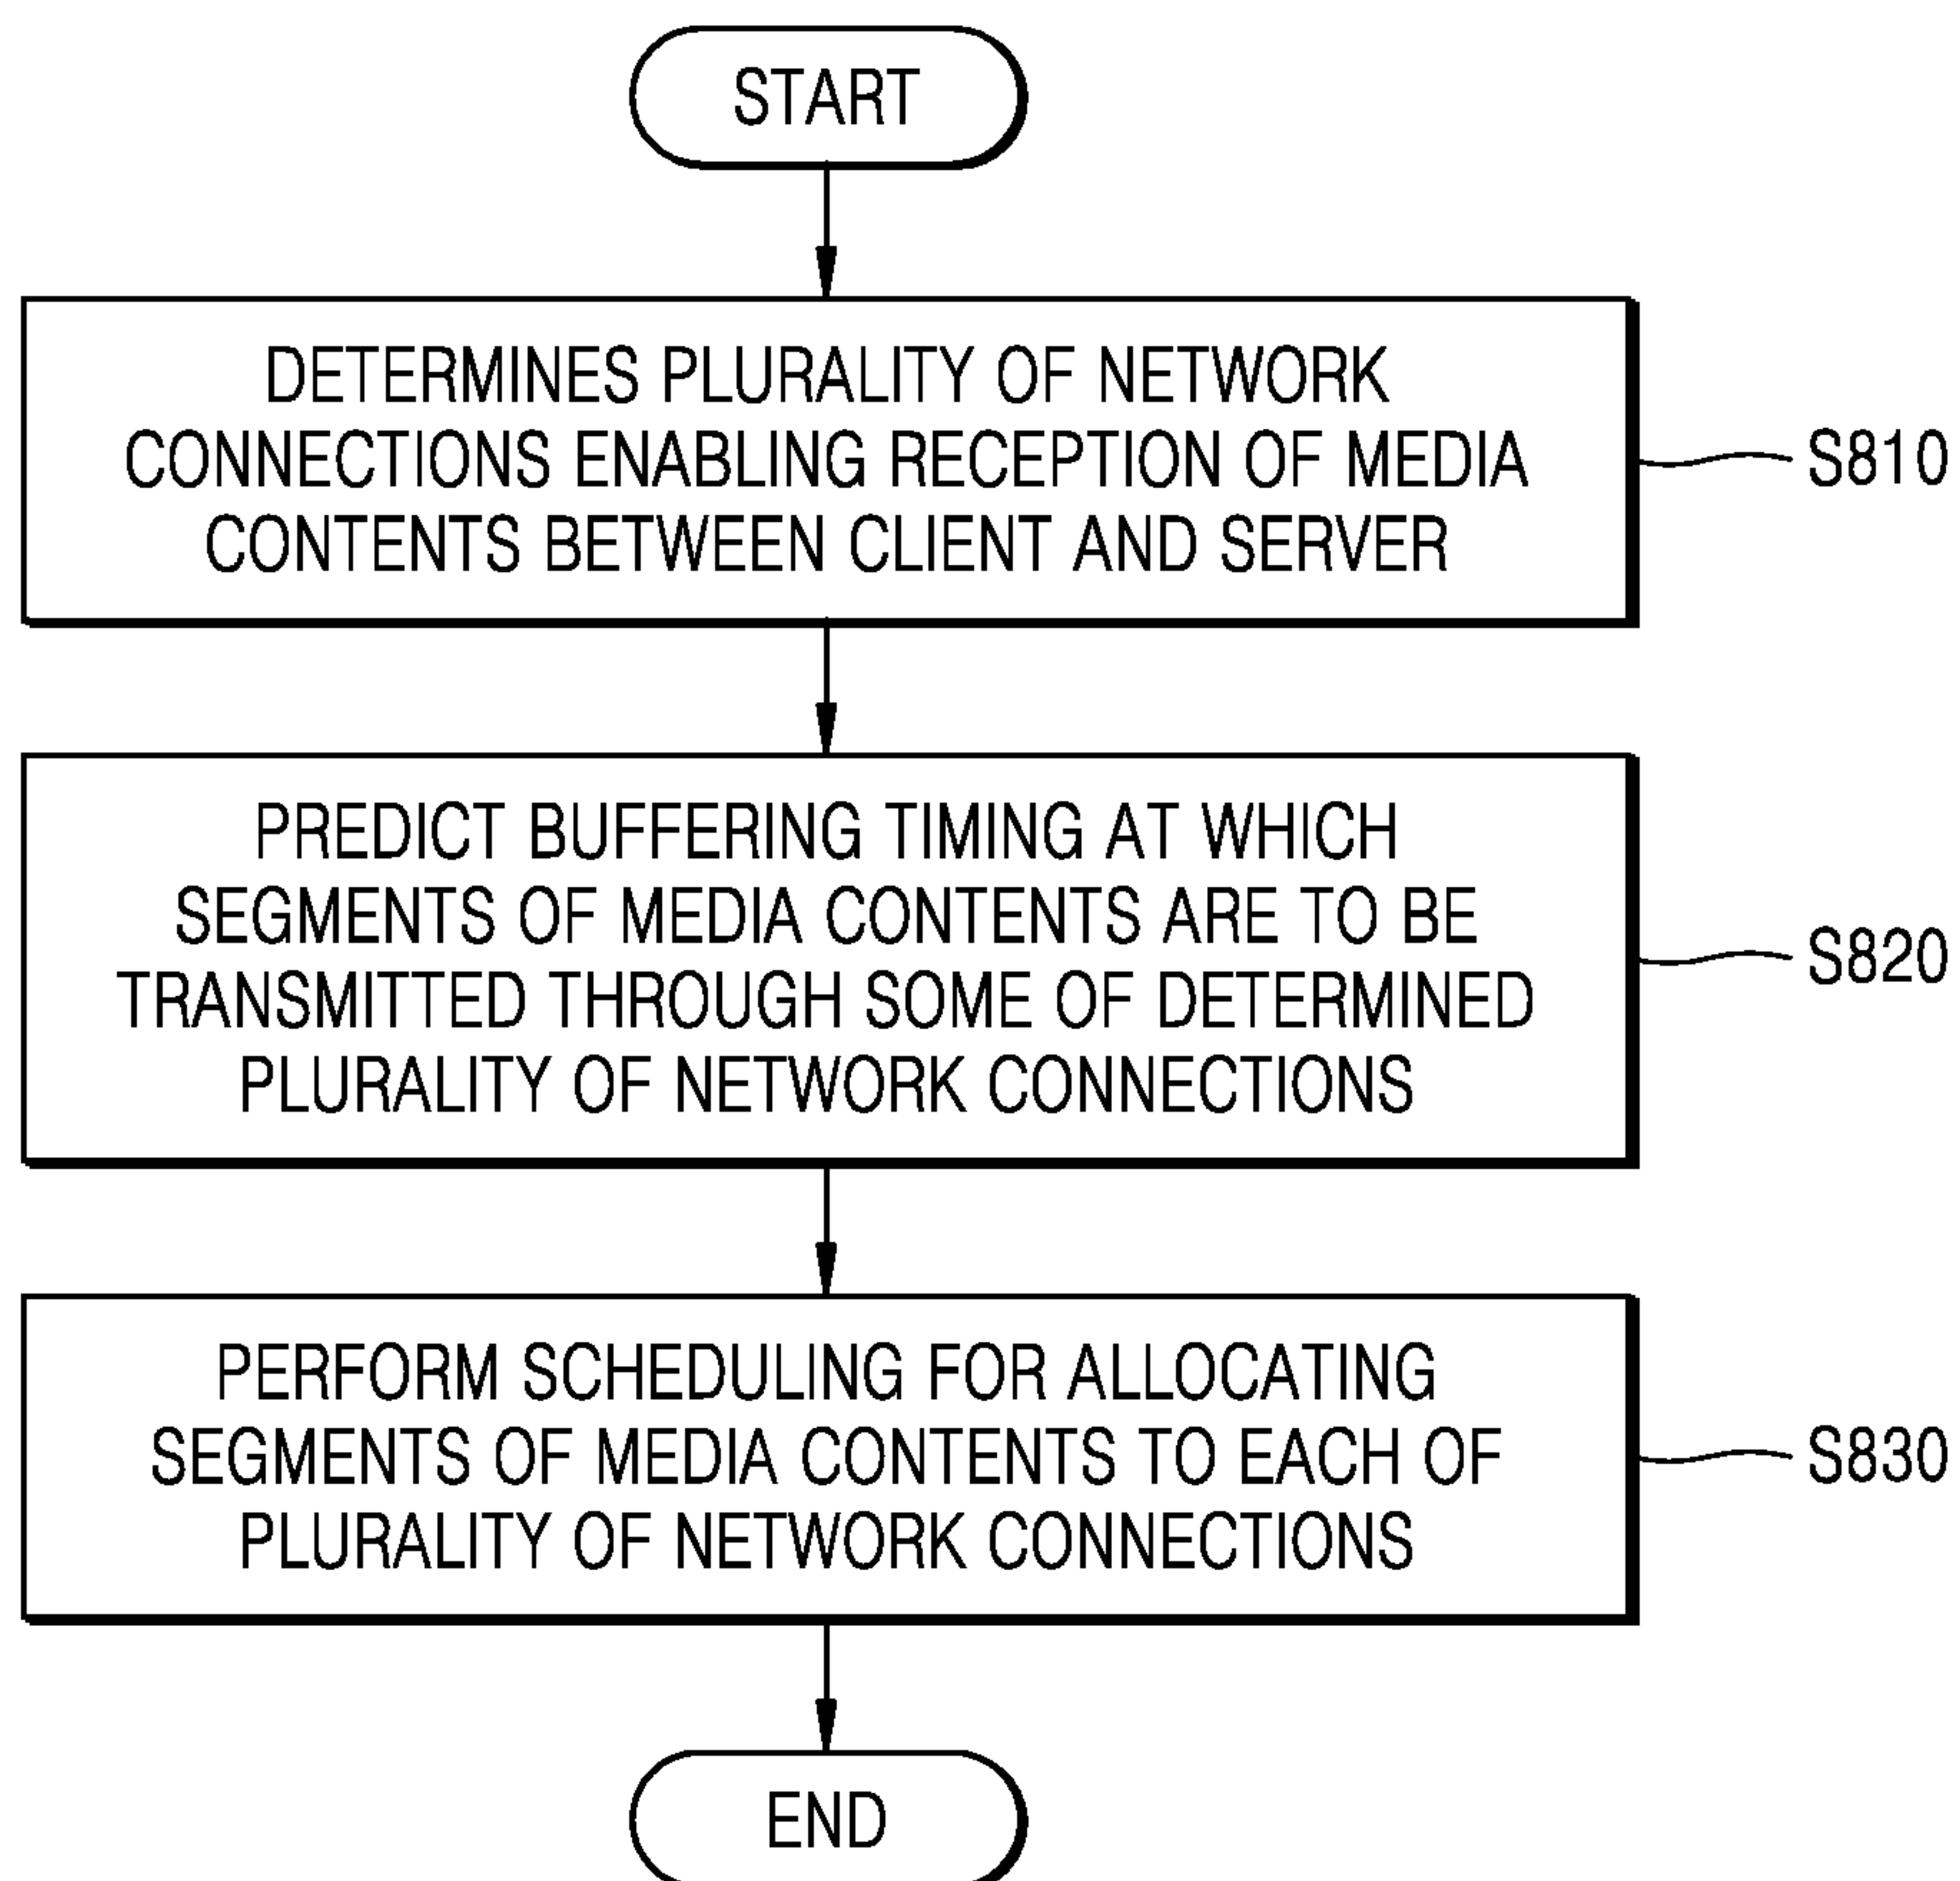 START
DETERMINES PLURALITY OF NETWORK
CONNECTIONS ENABLING RECEPTION OF MEDIA
CONTENTS BETWEEN CLIENT AND SERVER
S810
PREDICT BUFFERING TIMING AT WHICH
SEGMENTS OF MEDIA CONTENTS ARE TO BE
TRANSMITTED THROUGH SOME OF DETERMINED
PLURALITY OF NETWORK CONNECTIONS
S820
PERFORM SCHEDULING FOR ALLOCATING
SEGMENTS OF MEDIA CONTENTS TO EACH OF
PLURALITY OF NETWORK CONNECTIONS
S830
END